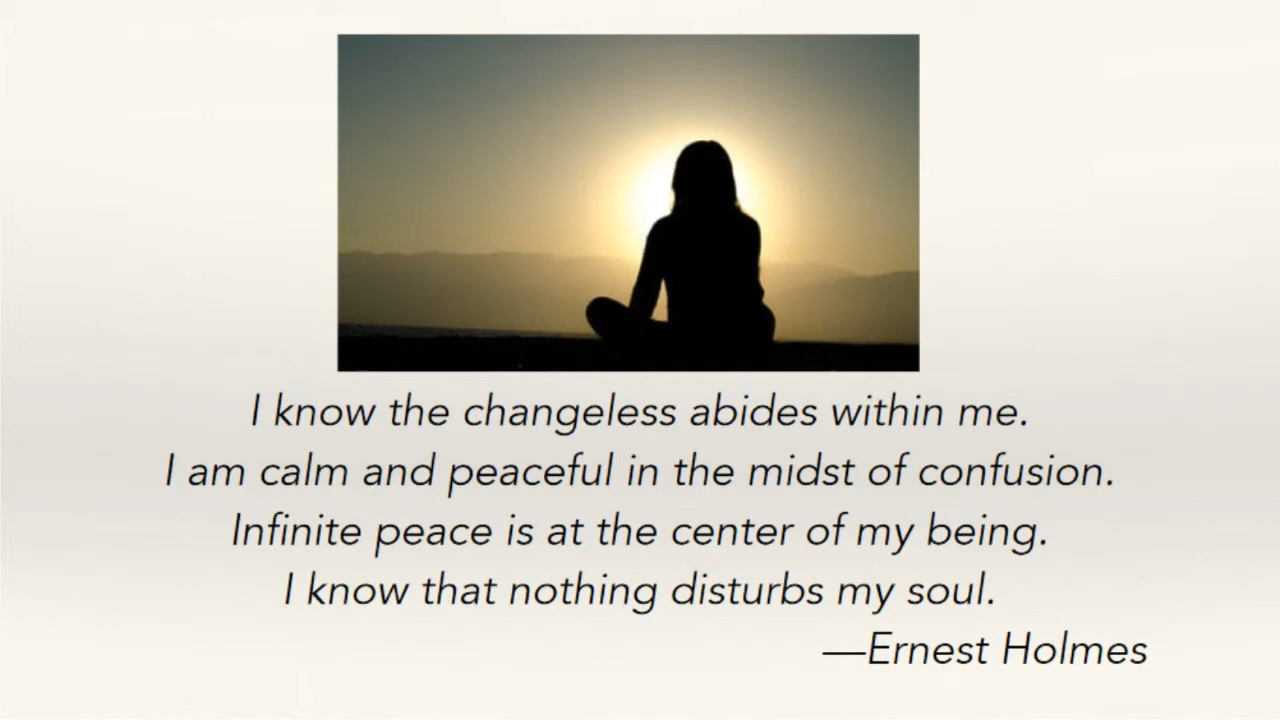 I know the changeless abides within me.
I am calm and peaceful in the midst of confusion.
Infinite peace is at the center of my being.
I know that nothing disturbs my soul.
—Ernest Holmes